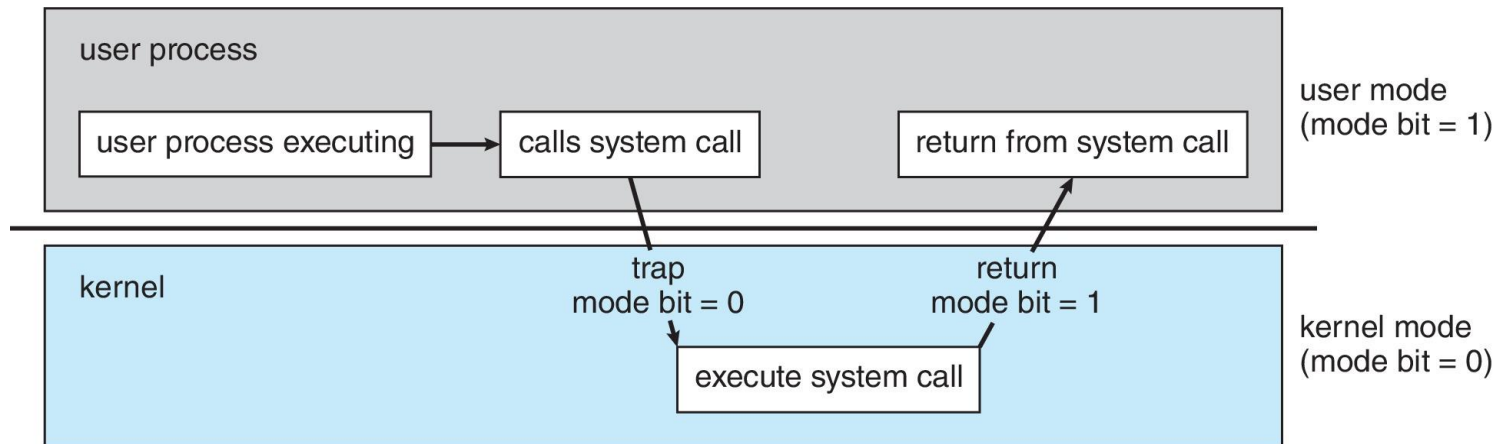 user process
user process executing
calls system call
return from system call
user mode
(mode bit = 1)
kernel
trap
mode bit = 0
return
mode bit = 1
execute system call
kernel mode
(mode bit = 0)